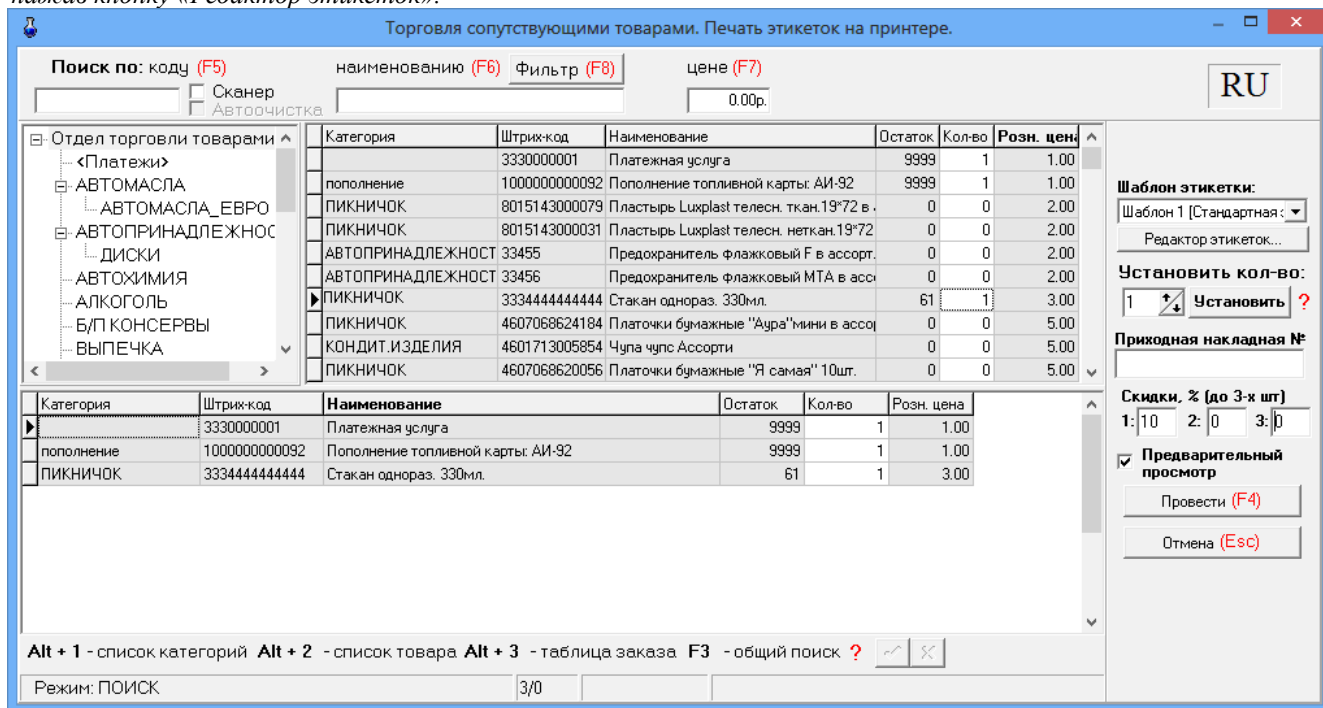 нажав кнопку «Редактор этикеток».
Торговля сопутствующими товарами. Печать этикеток на принтере.
Поиск по: коду (F5) наименованию (F6) Фильтр (F8) цене (F7)
Сканер
Автоочистка
0.00р.
RU
Отдел торговли товарами
<Платежи>
АВТОМАСЛА
АВТОМАСЛА_ЕВРО
АВТОПРИНАДЛЕЖНОС
ДИСКИ
АВТОХИМИЯ
АЛКОГОЛЬ
Б/П КОНСЕРВЫ
ВЫПЕЧКА
Категория Штрих-код Наименование Остаток Кол-во Розн. цена
3330000001 Платежная услуга 9999 1 1.00
пополнение 1000000000092 Пополнение топливной карты: АИ-92 9999 1 1.00
ПИКНИЧОК 8015143000079 Пластырь Luxplast телесн. ткан.19*72 в 0 0 2.00
ПИКНИЧОК 8015143000031 Пластырь Luxplast телесн. неткан.19*72 0 0 2.00
АВТОПРИНАДЛЕЖНОСТ 33455 Предохранитель флажковый F в ассорт. 0 0 2.00
АВТОПРИНАДЛЕЖНОСТ 33456 Предохранитель флажковый МТА в асс 0 0 2.00
ПИКНИЧОК 3334444444444 Стакан однораз. 330мл. 61 1 3.00
ПИКНИЧОК 4607068624184 Платочки бумажные "Аура"мини в ассо 0 0 5.00
КОНДИТ.ИЗДЕЛИЯ 4601713005854 Чупа чупс Ассорти 0 0 5.00
ПИКНИЧОК 4607068620056 Платочки бумажные "Я самая" 10шт. 0 0 5.00
Шаблон этикетки:
Шаблон 1 (Стандартная
Редактор этикеток...
Установить кол-во:
1 Установить ?
Приходная накладная №
Скидки, % (до 3-х шт)
1: 10 2: 0 3: 0
Предварительный
просмотр
Провести (F4)
Отмена (Esc)
Категория Штрих-код Наименование Остаток Кол-во Розн. цена
3330000001 Платежная услуга 9999 1 1.00
пополнение 1000000000092 Пополнение топливной карты: АИ-92 9999 1 1.00
ПИКНИЧОК 3334444444444 Стакан однораз. 330мл. 61 1 3.00
Alt + 1 - список категорий Alt + 2 - список товара Alt + 3 - таблица заказа F3 - общий поиск ?
Режим: ПОИСК 3/0